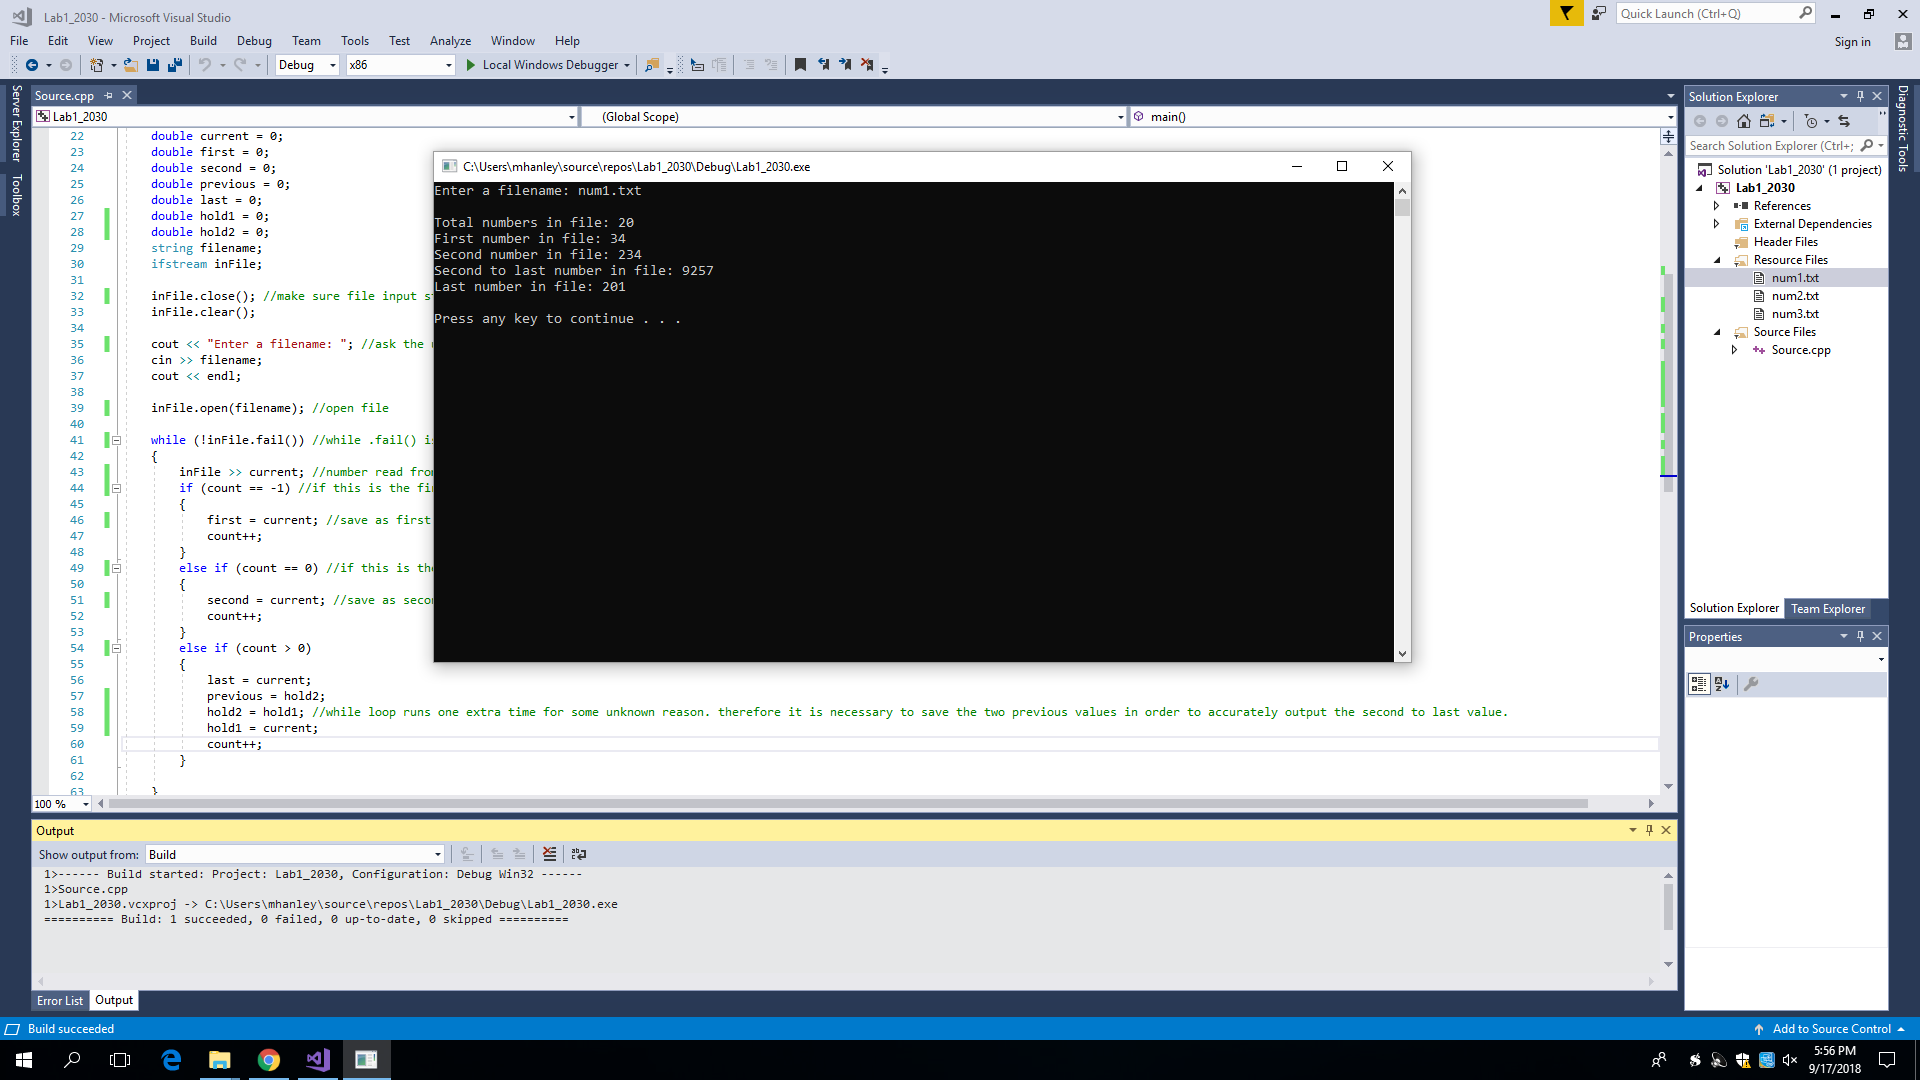 Lab1_2030 - Microsoft Visual Studio
Quick Launch (Ctrl+Q)
File Edit View Project Build Debug Team Tools Test Analyze Window Help
Sign in
Debug x86 Local Windows Debugger
Server Explorer
Toolbox
Source.cpp
Lab1_2030 (Global Scope) main()
22 double current = 0;
23 double first = 0;
24 double second = 0;
25 double previous = 0;
26 double last = 0;
27 double hold1 = 0;
28 double hold2 = 0;
29 string filename;
30 ifstream inFile;
31
32 inFile.close(); //make sure file input
33 inFile.clear();
34
35 cout << "Enter a filename: "; //ask the
36 cin >> filename;
37 cout << endl;
38
39 inFile.open(filename); //open file
40
41 while (!inFile.fail()) //while .fail()
42 {
43 inFile >> current; //number read
44 if (count == -1) //if this is the
45 {
46 first = current; //save as first
47 count++;
48 }
49 else if (count == 0) //if this is
50 {
51 second = current; //save as
52 count++;
53 }
54 else if (count > 0)
55 {
56 last = current;
57 previous = hold2;
58 hold2 = hold1; //while loop runs one extra time for some unknown reason. therefore it is necessary to save the two previous values in order to accurately output the second to last value.
59 hold1 = current;
60 count++;
61 }
62
63 }
100 %
C:\Users\mhanley\source\repos\Lab1_2030\Debug\Lab1_2030.exe
Enter a filename: num1.txt
Total numbers in file: 20
First number in file: 34
Second number in file: 234
Second to last number in file: 9257
Last number in file: 201
Press any key to continue . . .
Solution Explorer
Search Solution Explorer (Ctrl+;
Solution 'Lab1_2030' (1 project)
Lab1_2030
References
External Dependencies
Header Files
Resource Files
num1.txt
num2.txt
num3.txt
Source Files
Source.cpp
Solution Explorer Team Explorer
Properties
Diagnostic Tools
Output
Show output from: Build
1>------ Build started: Project: Lab1_2030, Configuration: Debug Win32 ------
1>Source.cpp
1>Lab1_2030.vcxproj -> C:\Users\mhanley\source\repos\Lab1_2030\Debug\Lab1_2030.exe
========== Build: 1 succeeded, 0 failed, 0 up-to-date, 0 skipped ==========
Error List Output
Build succeeded
Add to Source Control
5:56 PM
9/17/2018